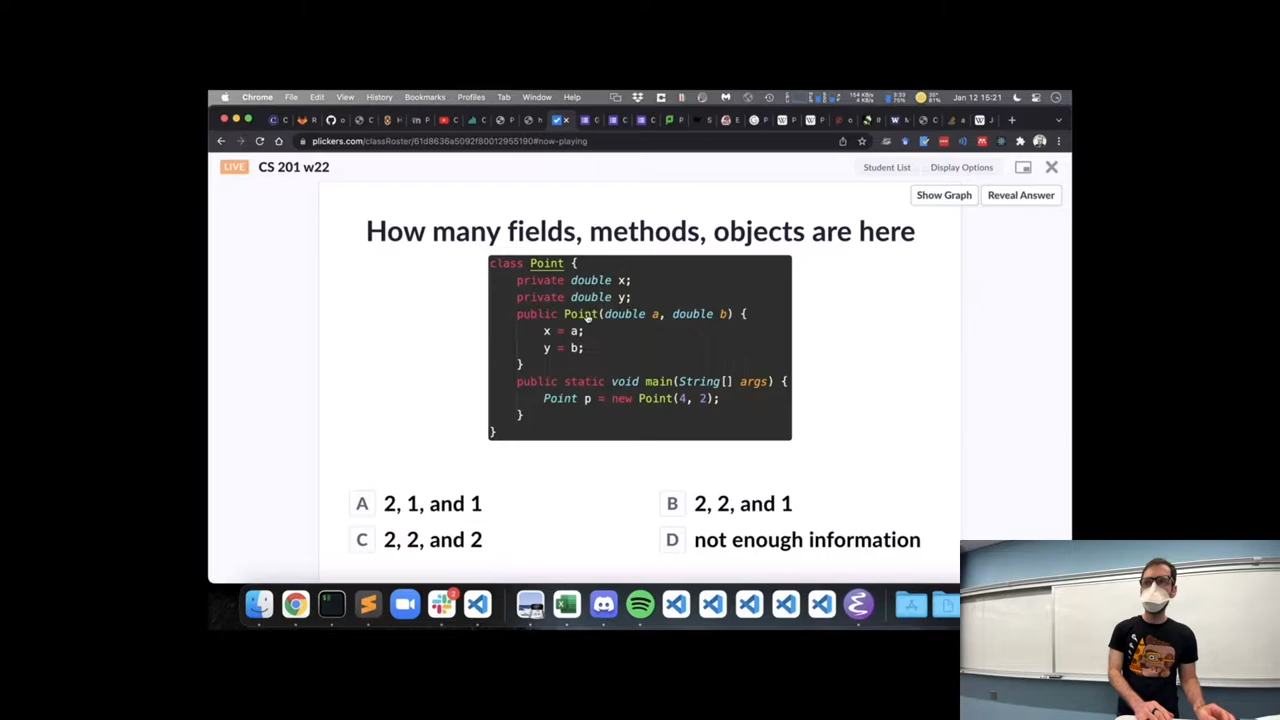 Chrome File Edit View History Bookmarks Profiles Tab Window Help Jan 12 15:21
plickers.com/classRoster/61d8636a5092f80012955190#now-playing
LIVE CS 201 w22 Student List Display Options
Show Graph Reveal Answer
How many fields, methods, objects are here
class Point {
private double x;
private double y;
public Point(double a, double b) {
x = a;
y = b;
}
public static void main(String[] args) {
Point p = new Point(4, 2);
}
}
A 2, 1, and 1
B 2, 2, and 1
C 2, 2, and 2
D not enough information